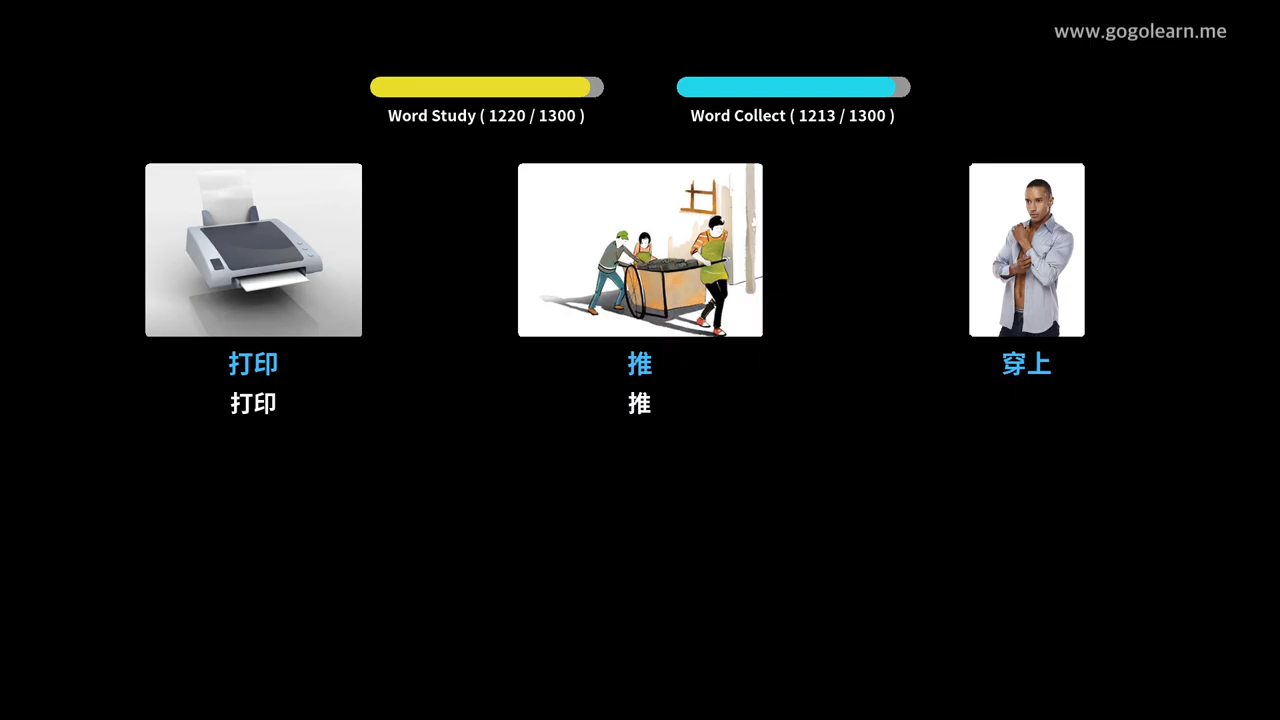 www.gogolearn.me
Word Study ( 1220 / 1300 )
Word Collect ( 1213 / 1300 )
打印
推
穿上
打印
推